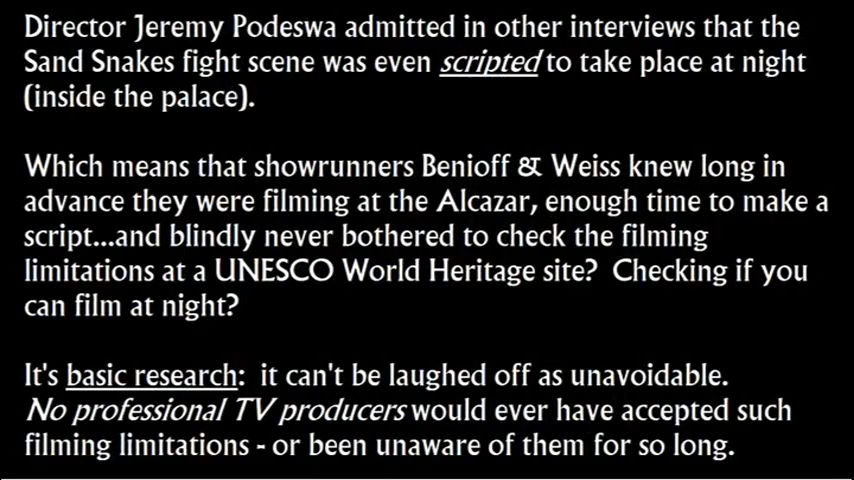 Director Jeremy Podeswa admitted in other interviews that the
Sand Snakes fight scene was even scripted to take place at night
(inside the palace).
Which means that showrunners Benioff & Weiss knew long in
advance they were filming at the Alcazar, enough time to make a
script...and blindly never bothered to check the filming
limitations at a UNESCO World Heritage site?  Checking if you
can film at night?
It's basic research:  it can't be laughed off as unavoidable.
No professional TV producers would ever have accepted such
filming limitations - or been unaware of them for so long.